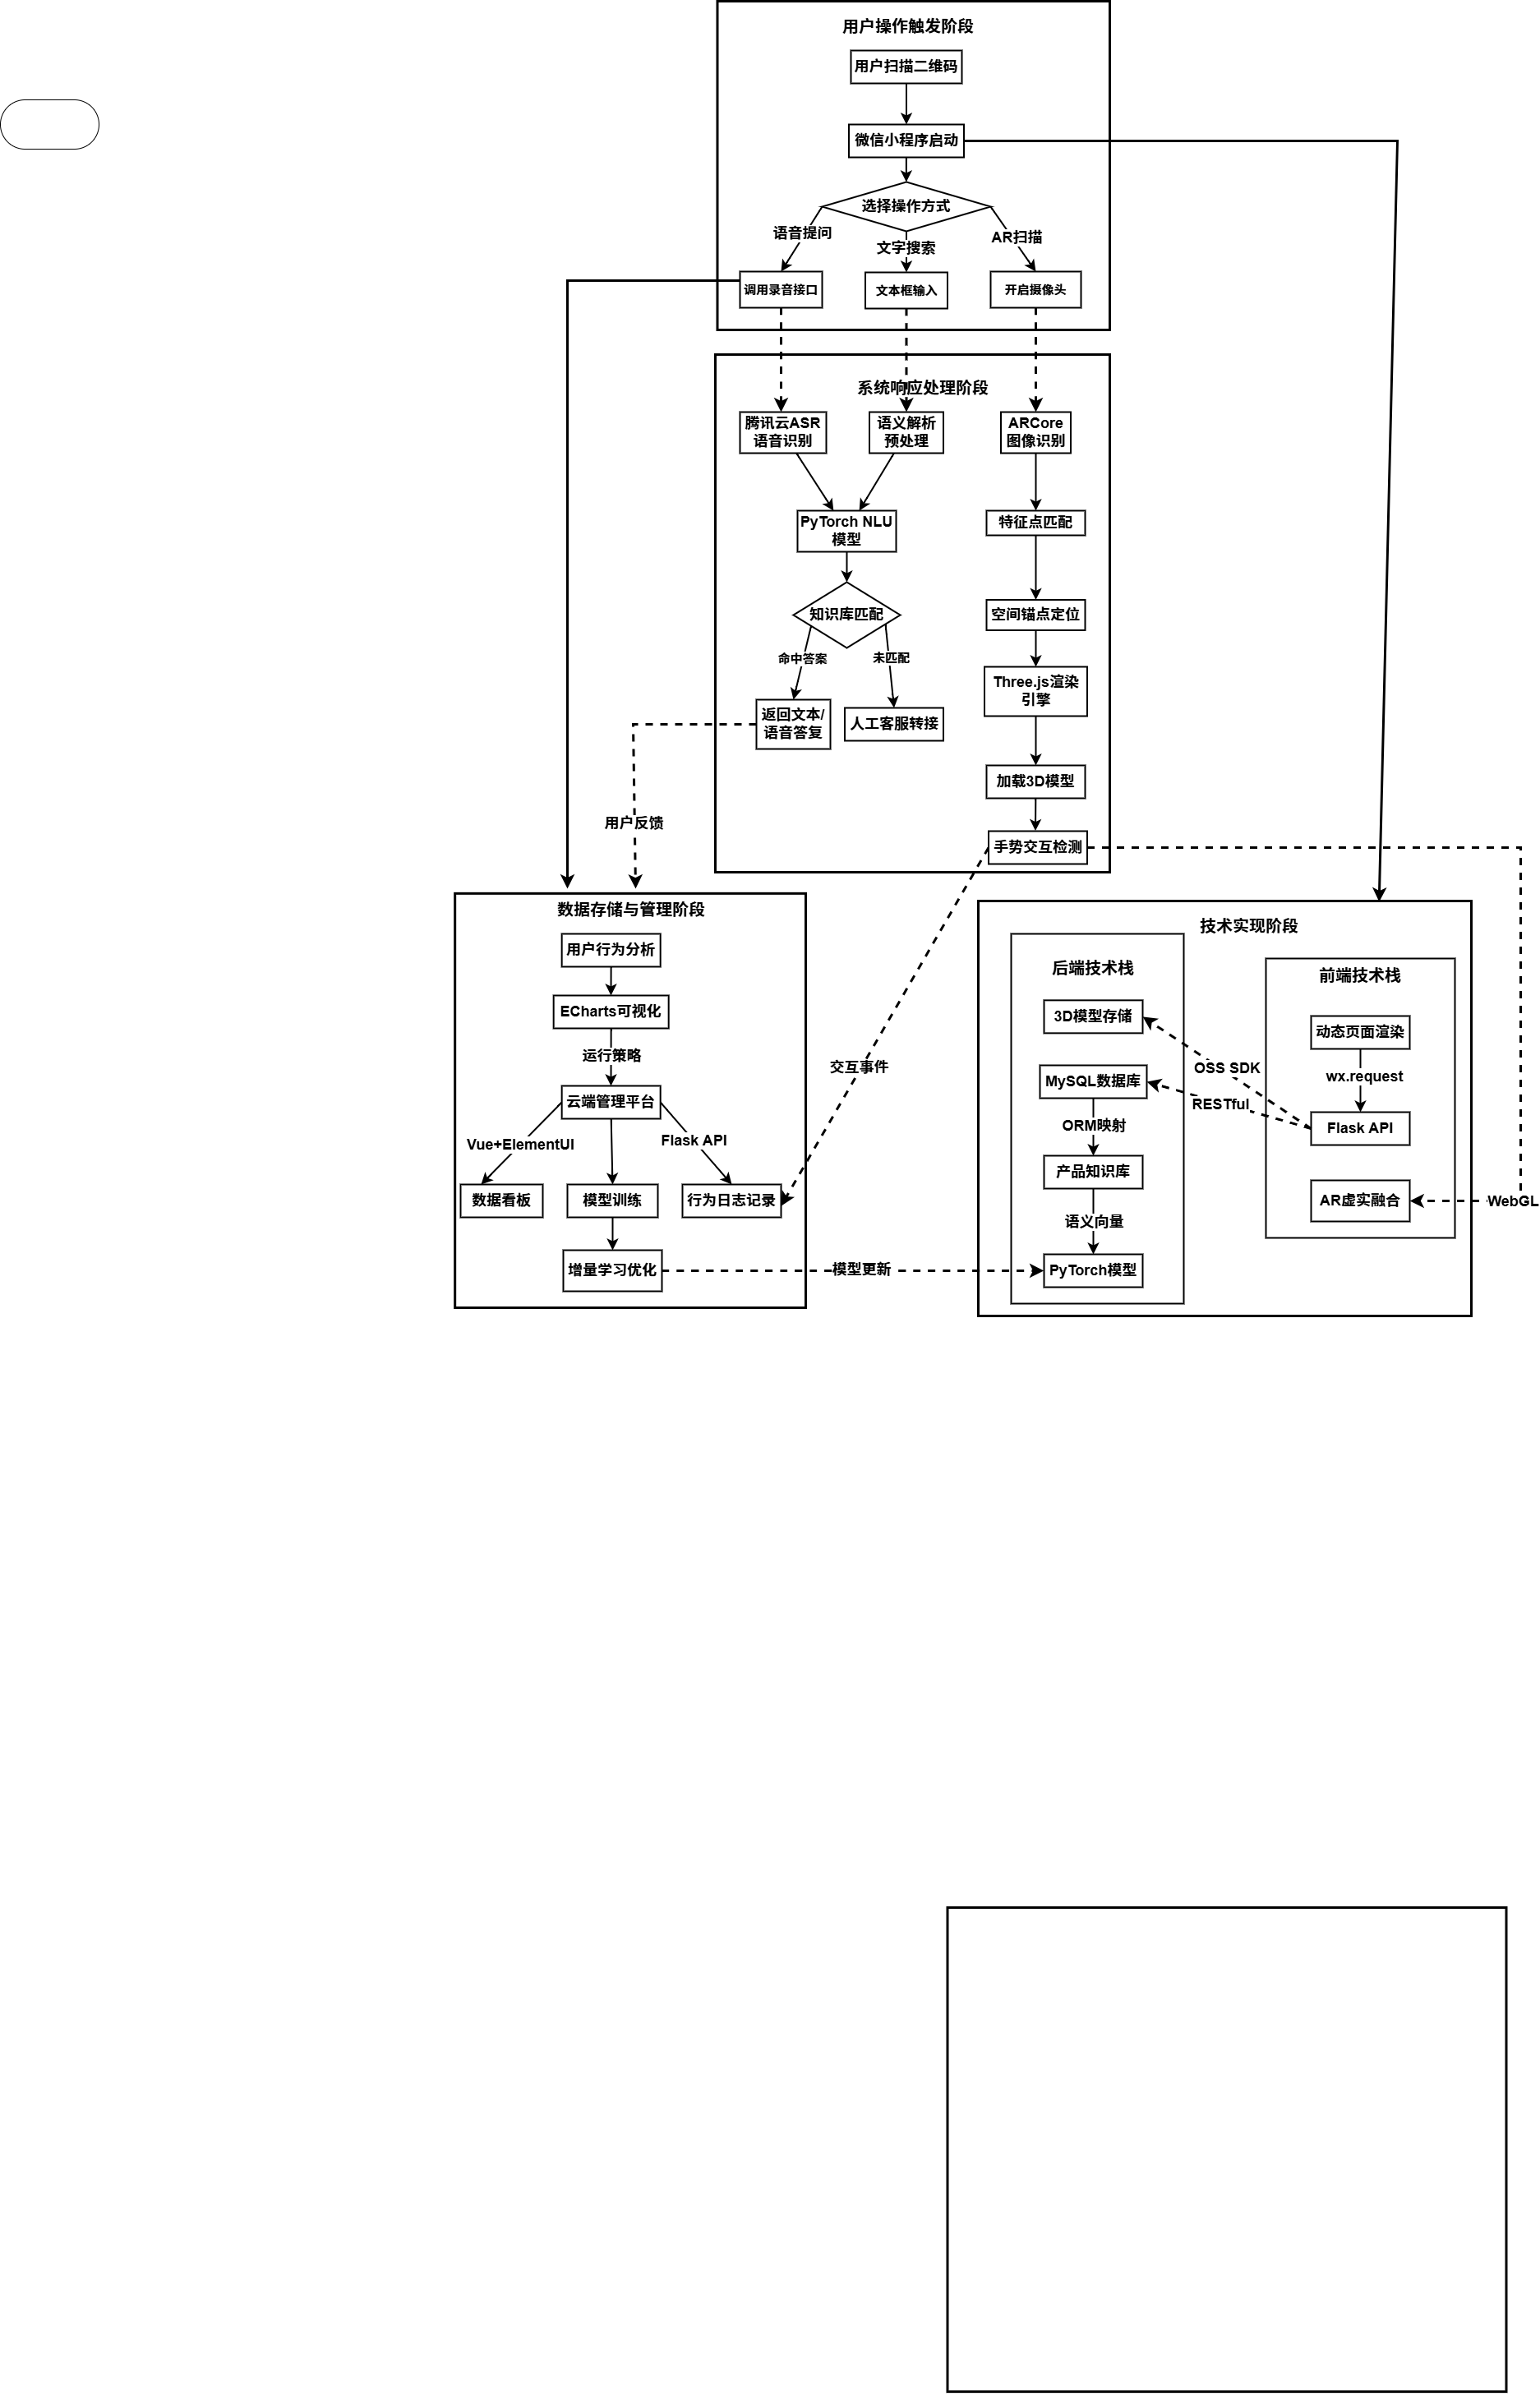 用户操作触发阶段
用户扫描二维码
微信小程序启动
选择操作方式
语音提问
文字搜索
AR扫描
调用录音接口
文本框输入
开启摄像头
系统响应处理阶段
腾讯云ASR
语音识别
语义解析
预处理
ARCore
图像识别
PyTorch NLU
模型
特征点匹配
知识库匹配
空间锚点定位
命中答案
未匹配
Three.js渲染
引擎
返回文本/
语音答复
人工客服转接
加载3D模型
用户反馈
手势交互检测
数据存储与管理阶段
用户行为分析
ECharts可视化
运行策略
云端管理平台
Vue+ElementUI
Flask API
数据看板
模型训练
行为日志记录
增量学习优化
交互事件
模型更新
技术实现阶段
后端技术栈
3D模型存储
MySQL数据库
ORM映射
产品知识库
语义向量
PyTorch模型
OSS SDK
RESTful
前端技术栈
动态页面渲染
wx.request
Flask API
AR虚实融合
WebGL